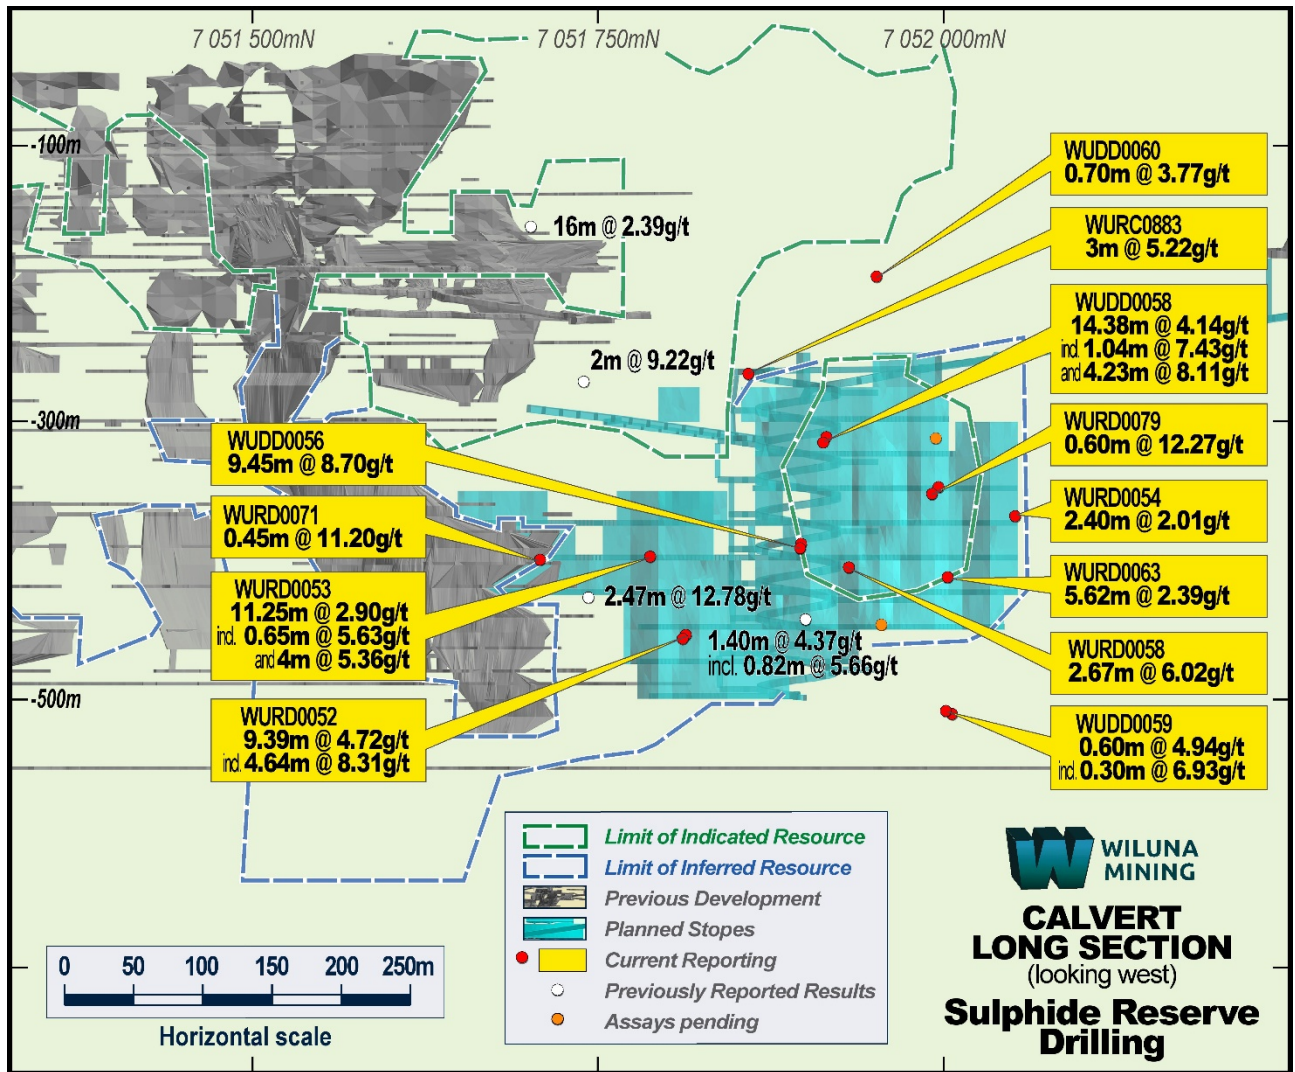 7 051 500mN
7 051 750mN
7 052 000mN
-100m
-300m
-500m
16m @ 2.39g/t
2m @ 9.22g/t
2.47m @ 12.78g/t
1.40m @ 4.37g/t
incl. 0.82m @ 5.66g/t
WUDD0056
9.45m @ 8.70g/t
WURD0071
0.45m @ 11.20g/t
WURD0053
11.25m @ 2.90g/t
incl. 0.65m @ 5.63g/t
and 4m @ 5.36g/t
WURD0052
9.39m @ 4.72g/t
incl. 4.64m @ 8.31g/t
WUDD0060
0.70m @ 3.77g/t
WURC0883
3m @ 5.22g/t
WUDD0058
14.38m @ 4.14g/t
incl. 1.04m @ 7.43g/t
and 4.23m @ 8.11g/t
WURD0079
0.60m @ 12.27g/t
WURD0054
2.40m @ 2.01g/t
WURD0063
5.62m @ 2.39g/t
WURD0058
2.67m @ 6.02g/t
WUDD0059
0.60m @ 4.94g/t
incl. 0.30m @ 6.93g/t
Limit of Indicated Resource
Limit of Inferred Resource
Previous Development
Planned Stopes
Current Reporting
Previously Reported Results
Assays pending
0 50 100 150 200 250m
Horizontal scale
W WILUNA
MINING
CALVERT
LONG SECTION
(looking west)
Sulphide Reserve
Drilling